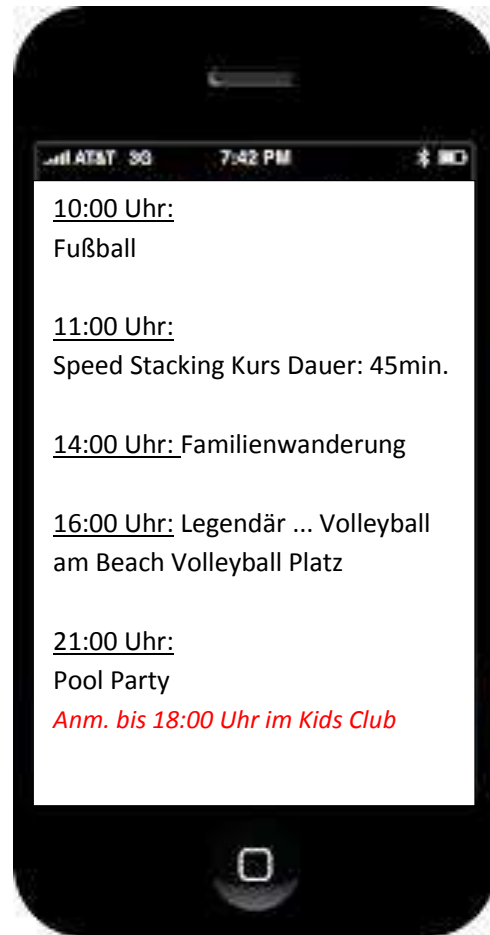 AT&T 3G 7:42 PM
10:00 Uhr:
Fußball
11:00 Uhr:
Speed Stacking Kurs Dauer: 45min.
14:00 Uhr: Familienwanderung
16:00 Uhr: Legendär ... Volleyball
am Beach Volleyball Platz
21:00 Uhr:
Pool Party
Anm. bis 18:00 Uhr im Kids Club